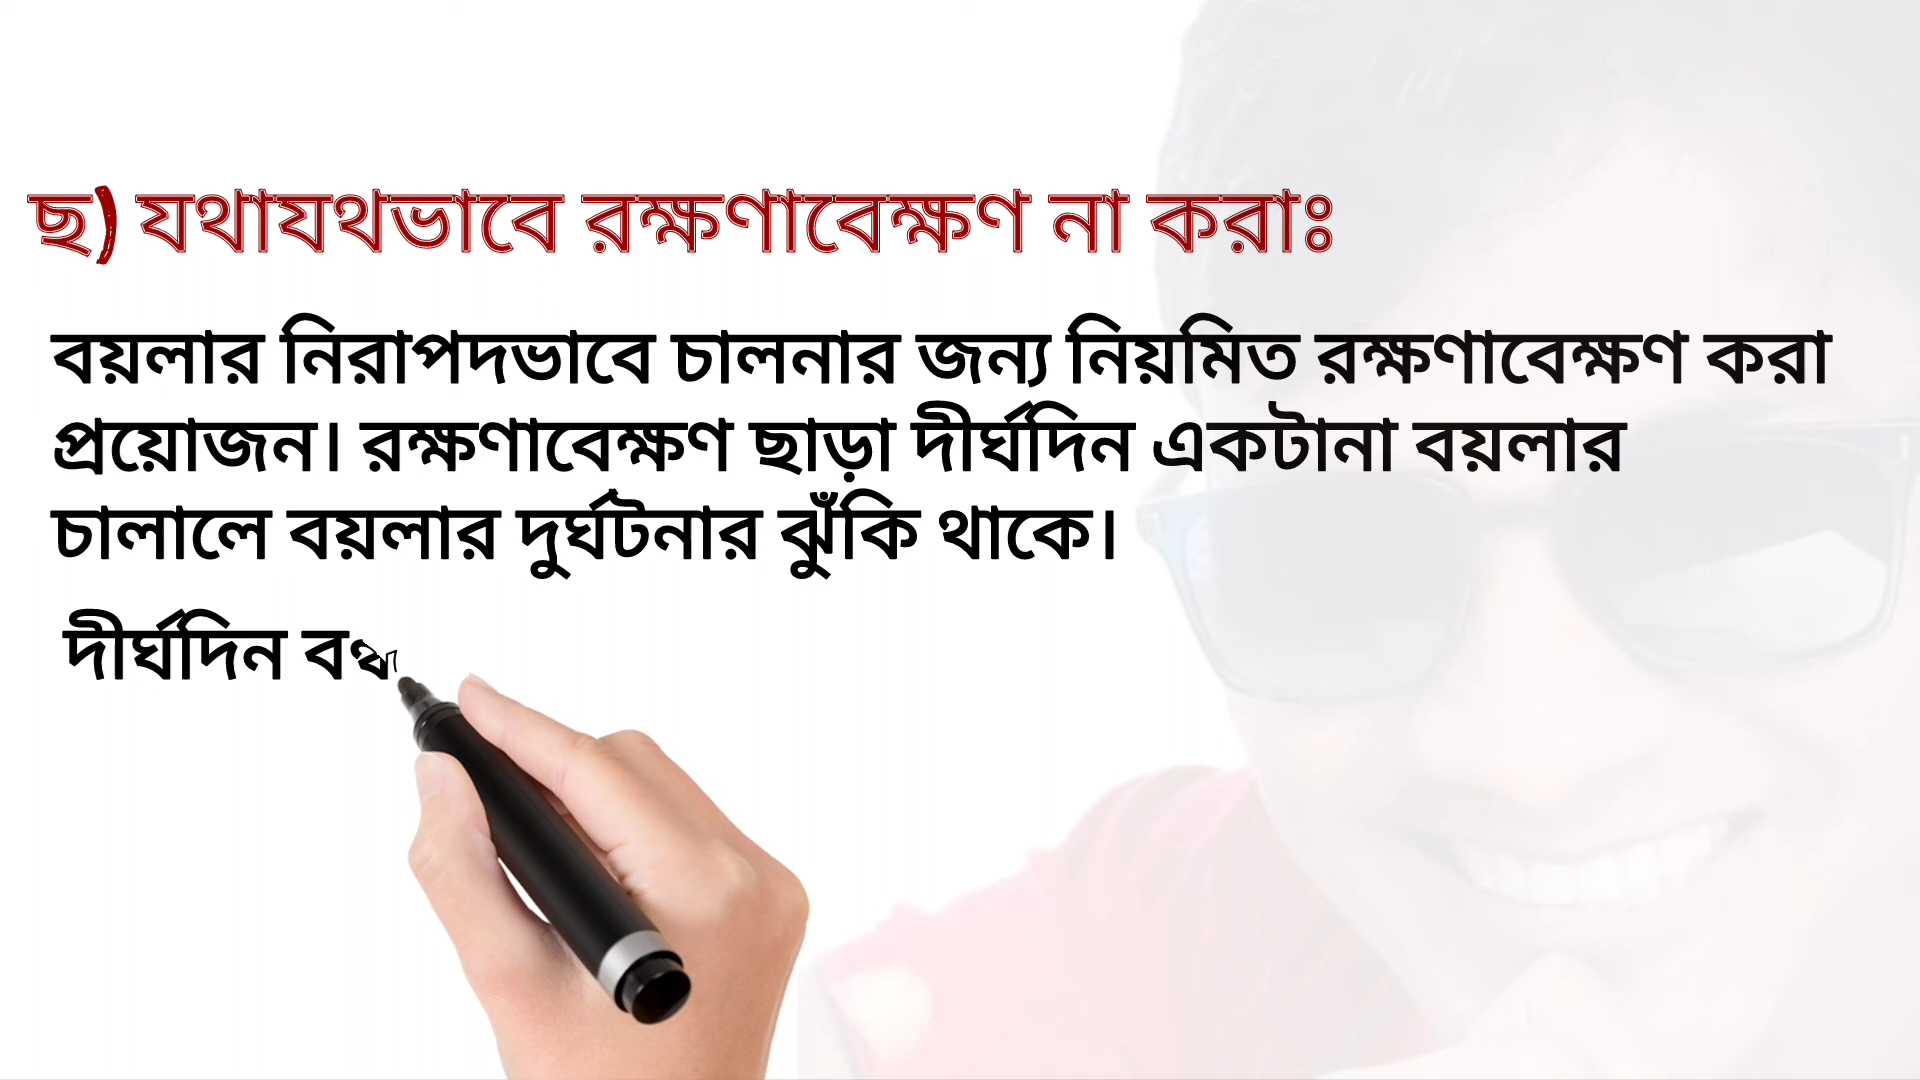 ছ) যথাযথভাবে রক্ষণাবেক্ষণ না করাঃ
বয়লার নিরাপদভাবে চালনার জন্য নিয়মিত রক্ষণাবেক্ষণ করা
প্রয়োজন। রক্ষণাবেক্ষণ ছাড়া দীর্ঘদিন একটানা বয়লার
চালালে বয়লার দুর্ঘটনার ঝুঁকি থাকে।
দীর্ঘদিন